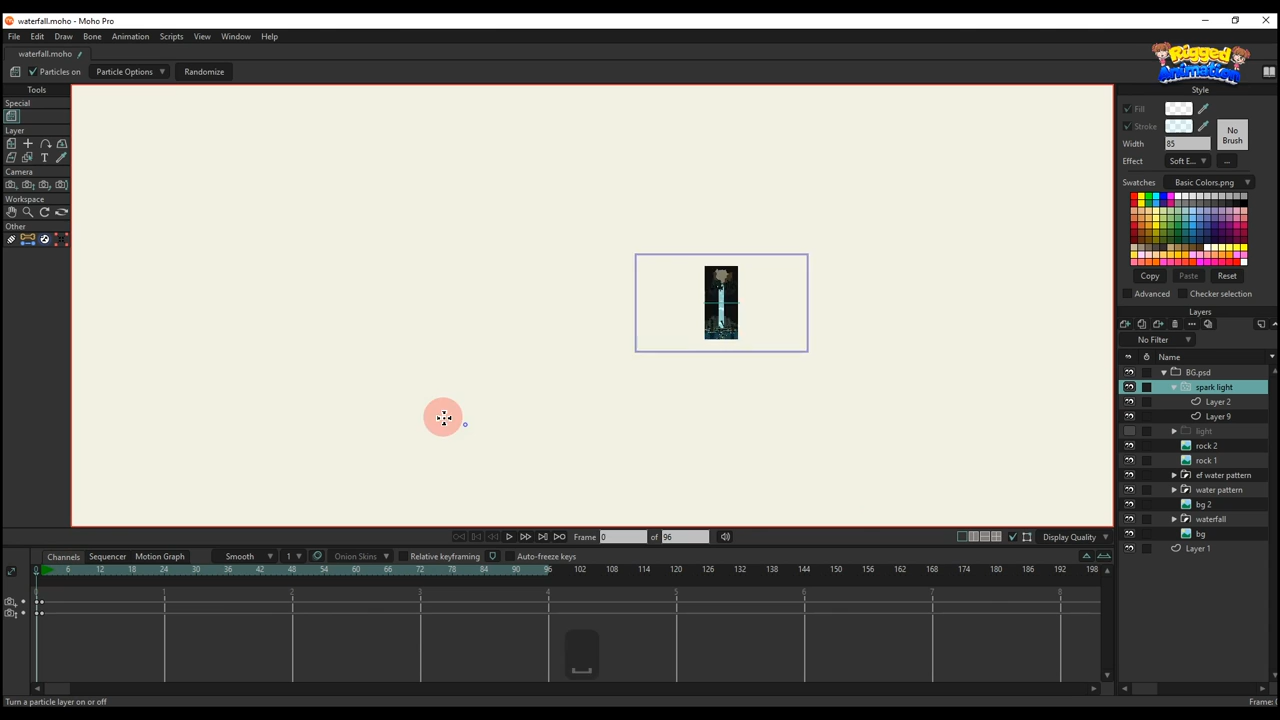 waterfall.moho - Moho Pro
File Edit Draw Bone Animation Scripts View Window Help
waterfall.moho
Rigged Animation
Particles on Particle Options Randomize
Tools
Special
Layer
Camera
Workspace
Other
Style
Fill
Stroke
No Brush
Width 85
Effect Soft E... ...
Swatches Basic Colors.png
Copy Paste Reset
Advanced Checker selection
Layers
No Filter
Name
BG.psd
spark light
Layer 2
Layer 9
light
rock 2
rock 1
ef water pattern
water pattern
bg 2
waterfall
bg
Layer 1
Frame 0 of 96 Display Quality
Channels Sequencer Motion Graph Smooth 1 Onion Skins Relative keyframing Auto-freeze keys
0 6 12 18 24 30 36 42 48 54 60 66 72 78 84 90 96 102 108 114 120 126 132 138 144 150 156 162 168 174 180 186 192 198
0 1 2 3 4 5 6 7 8
Turn a particle layer on or off
Frame: